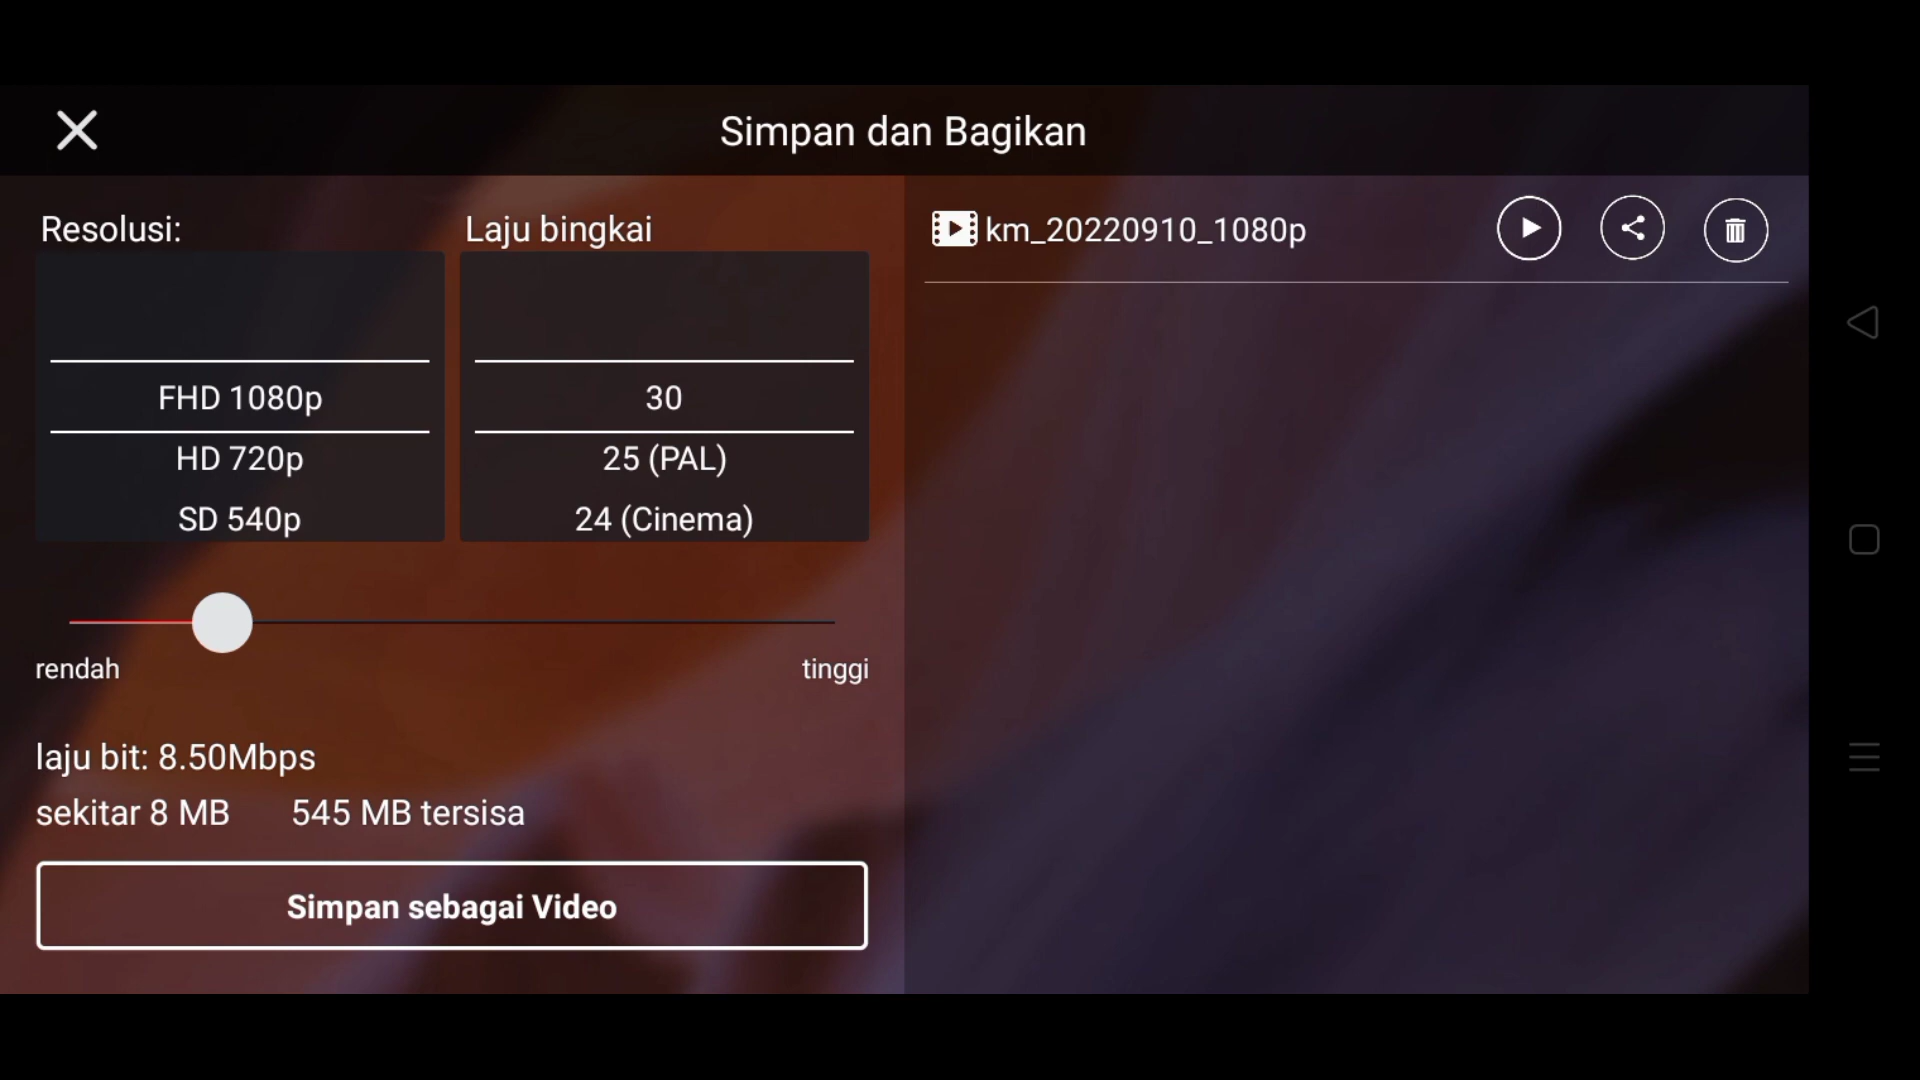 Simpan dan Bagikan
Resolusi:
FHD 1080p
HD 720p
SD 540p
Laju bingkai
30
25 (PAL)
24 (Cinema)
rendah
tinggi
laju bit: 8.50Mbps
sekitar 8 MB 545 MB tersisa
Simpan sebagai Video
km_20220910_1080p